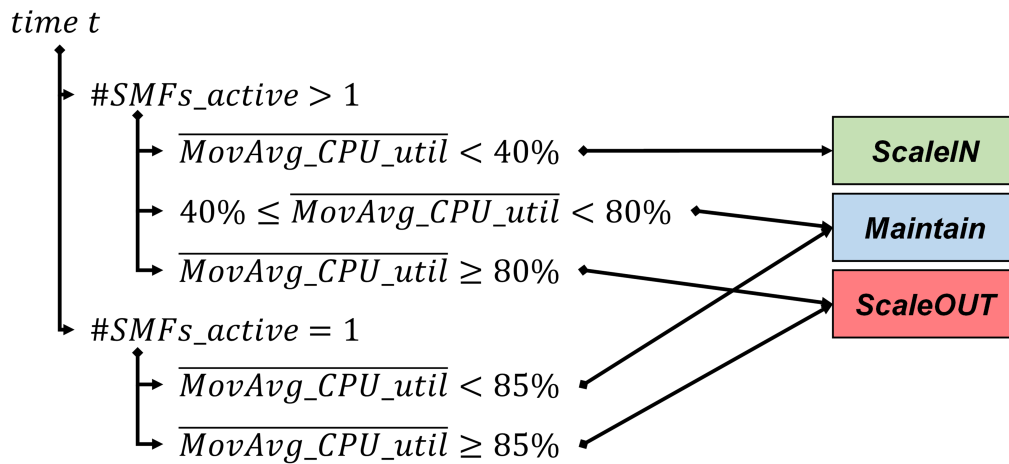 time t
#SMFs_active > 1
MovAvg_CPU_util < 40%
ScaleIN
40% ≤ MovAvg_CPU_util < 80%
Maintain
MovAvg_CPU_util ≥ 80%
ScaleOUT
#SMFs_active = 1
MovAvg_CPU_util < 85%
MovAvg_CPU_util ≥ 85%